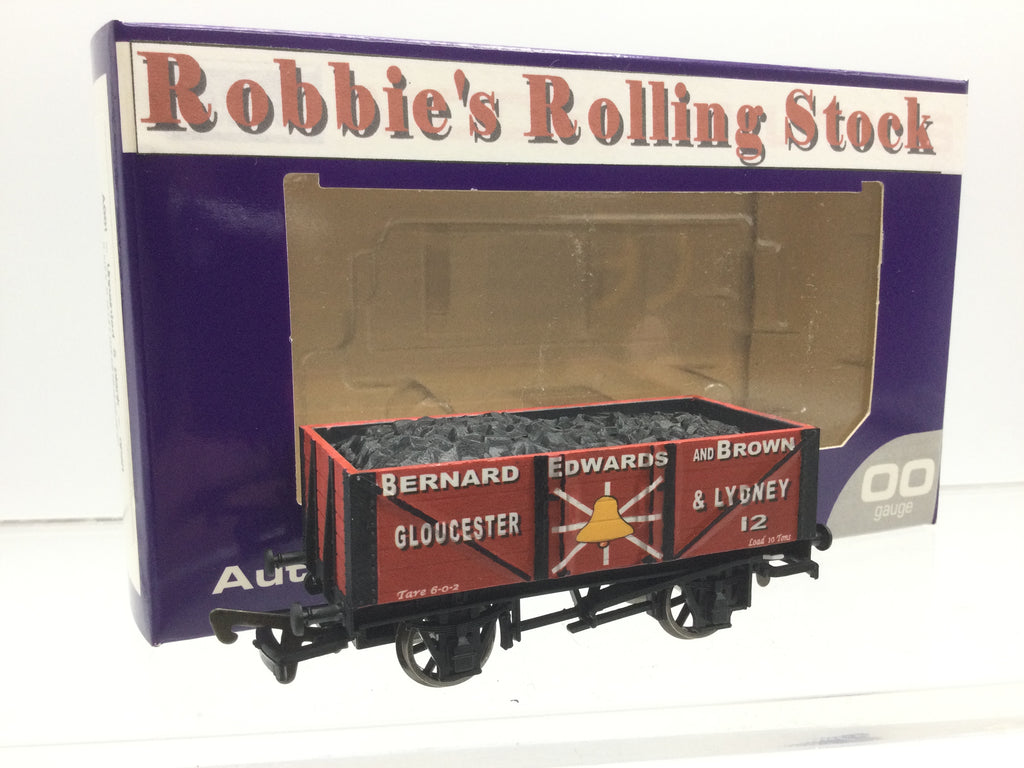 Robbie's Rolling Stock
OO
gauge
Aut
BERNARD EDWARDS AND BROWN
GLOUCESTER & LYDNEY
12
Load 10 Tons
Tare 6-0-2